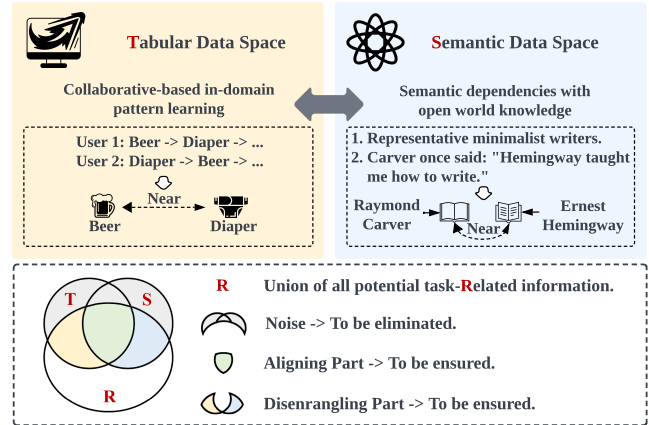 Tabular Data Space
Collaborative-based in-domain
pattern learning
User 1: Beer -> Diaper -> ...
User 2: Diaper -> Beer -> ...
Near
Beer
Diaper
Semantic Data Space
Semantic dependencies with
open world knowledge
1. Representative minimalist writers.
2. Carver once said: "Hemingway taught
me how to write."
Raymond
Carver
Near
Ernest
Hemingway
T
S
R
R Union of all potential task-Related information.
Noise -> To be eliminated.
Aligning Part -> To be ensured.
Disenrangling Part -> To be ensured.